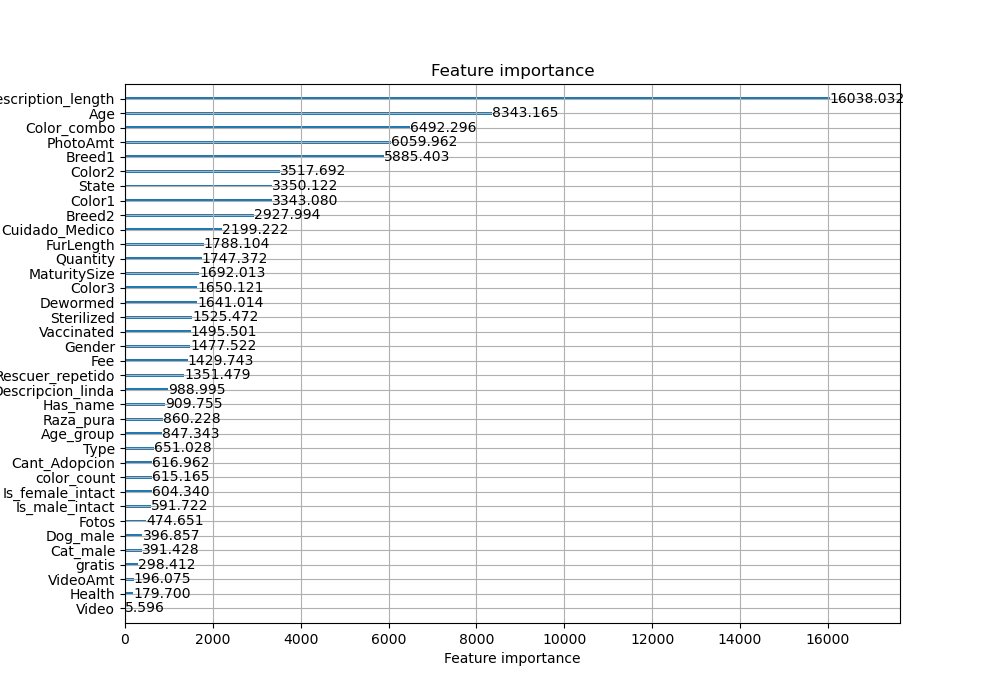 Feature importance
escription_length 16038.032
Age 8343.165
Color_combo 6492.296
PhotoAmt 6059.962
Breed1 5885.403
Color2 3517.692
State 3350.122
Color1 3343.080
Breed2 2927.994
Cuidado_Medico 2199.222
FurLength 1788.104
Quantity 1747.372
MaturitySize 1692.013
Color3 1650.121
Dewormed 1641.014
Sterilized 1525.472
Vaccinated 1495.501
Gender 1477.522
Fee 1429.743
Rescuer_repetido 1351.479
Descripcion_linda 988.995
Has_name 909.755
Raza_pura 860.228
Age_group 847.343
Type 651.028
Cant_Adopcion 616.962
color_count 615.165
Is_female_intact 604.340
Is_male_intact 591.722
Fotos 474.651
Dog_male 396.857
Cat_male 391.428
gratis 298.412
VideoAmt 196.075
Health 179.700
Video 5.596
0 2000 4000 6000 8000 10000 12000 14000 16000
Feature importance